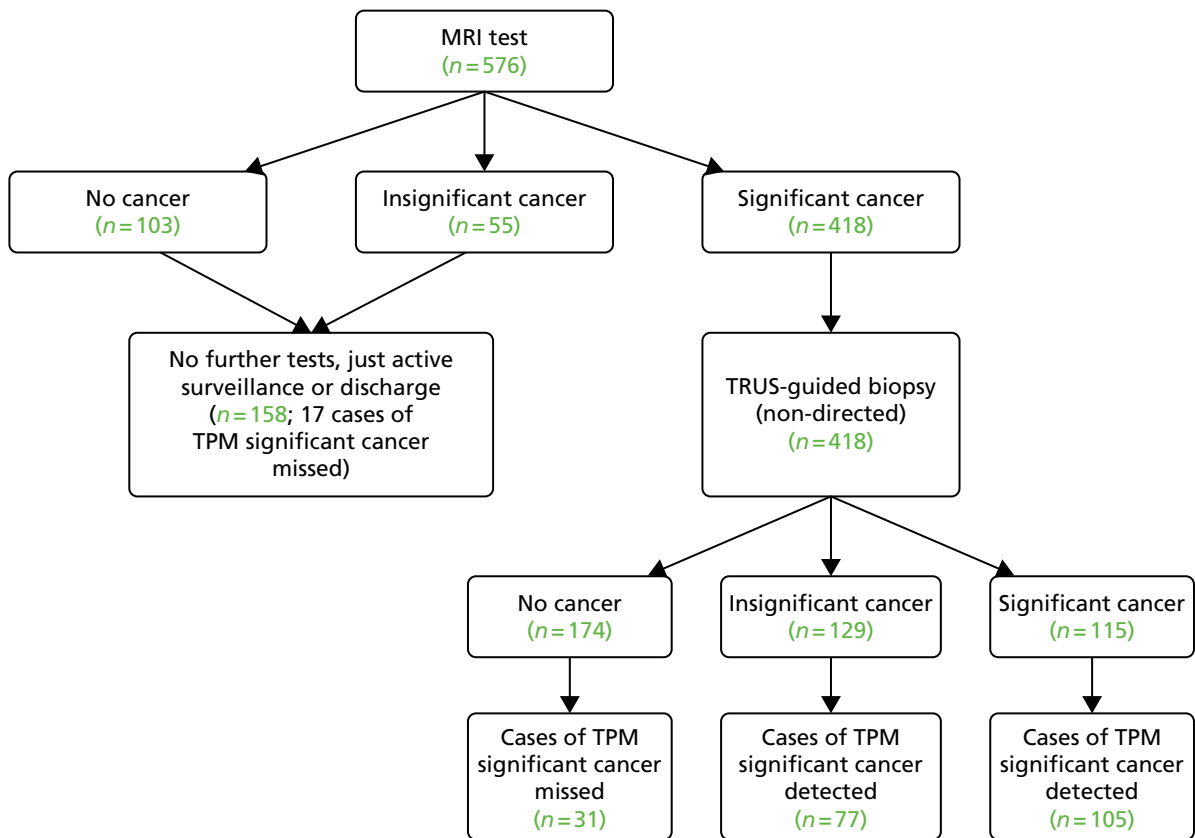 MRI test
(n=576)
No cancer
(n=103)
Insignificant cancer
(n=55)
Significant cancer
(n=418)
No further tests, just active
surveillance or discharge
(n=158; 17 cases of
TPM significant cancer
missed)
TRUS-guided biopsy
(non-directed)
(n=418)
No cancer
(n=174)
Insignificant cancer
(n=129)
Significant cancer
(n=115)
Cases of TPM
significant cancer
missed
(n=31)
Cases of TPM
significant cancer
detected
(n=77)
Cases of TPM
significant cancer
detected
(n=105)